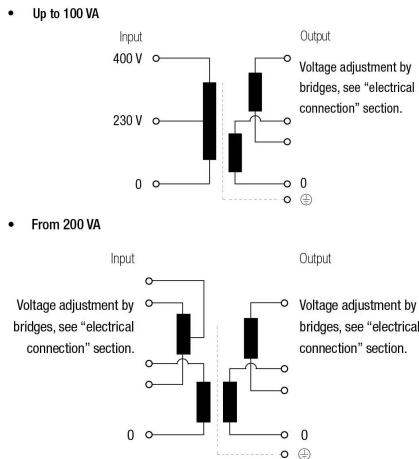 • Up to 100 VA
Input
Output
400 V
230 V
0
Voltage adjustment by
bridges, see “electrical
connection” section.
0
• From 200 VA
Input
Output
Voltage adjustment by
bridges, see “electrical
connection” section.
0
Voltage adjustment by
bridges, see “electrical
connection” section.
0